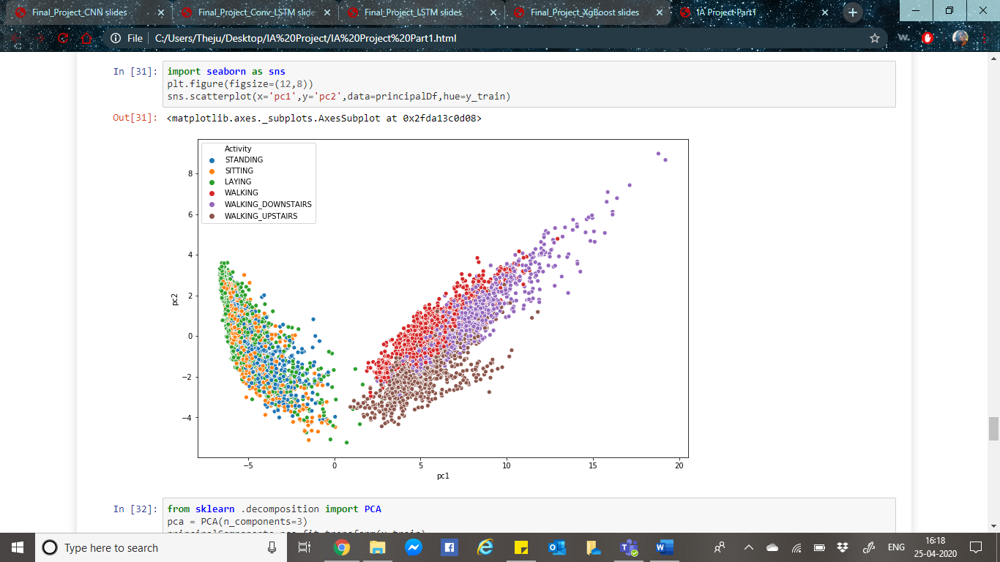 Final_Project_CNN slides
Final_Project_Conv_LSTM slide
Final_Project_LSTM slides
Final_Project_XgBoost slides
IA Project Part1
File
C:/Users/Theju/Desktop/IA%20Project/IA%20Project%20Part1.html
In [31]:
import seaborn as sns
plt.figure(figsize=(12,8))
sns.scatterplot(x='pc1',y='pc2',data=principalDf,hue=y_train)
Out[31]:
<matplotlib.axes._subplots.AxesSubplot at 0x2fda13c0d08>
Activity
STANDING
SITTING
LAYING
WALKING
WALKING_DOWNSTAIRS
WALKING_UPSTAIRS
8
6
4
2
0
−2
−4
pc2
−5
0
5
10
15
20
pc1
In [32]:
from sklearn .decomposition import PCA
pca = PCA(n_components=3)
Type here to search
ENG
16:18
25-04-2020